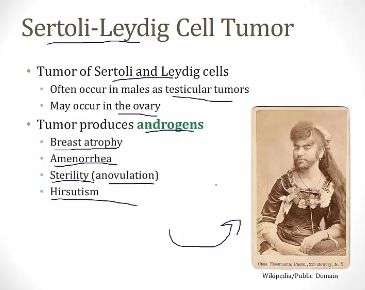 Sertoli-Leydig Cell Tumor
• Tumor of Sertoli and Leydig cells
• Often occur in males as testicular tumors
• May occur in the ovary
• Tumor produces androgens
• Breast atrophy
• Amenorrhea
• Sterility (anovulation)
• Hirsutism
Wikipedia/Public Domain